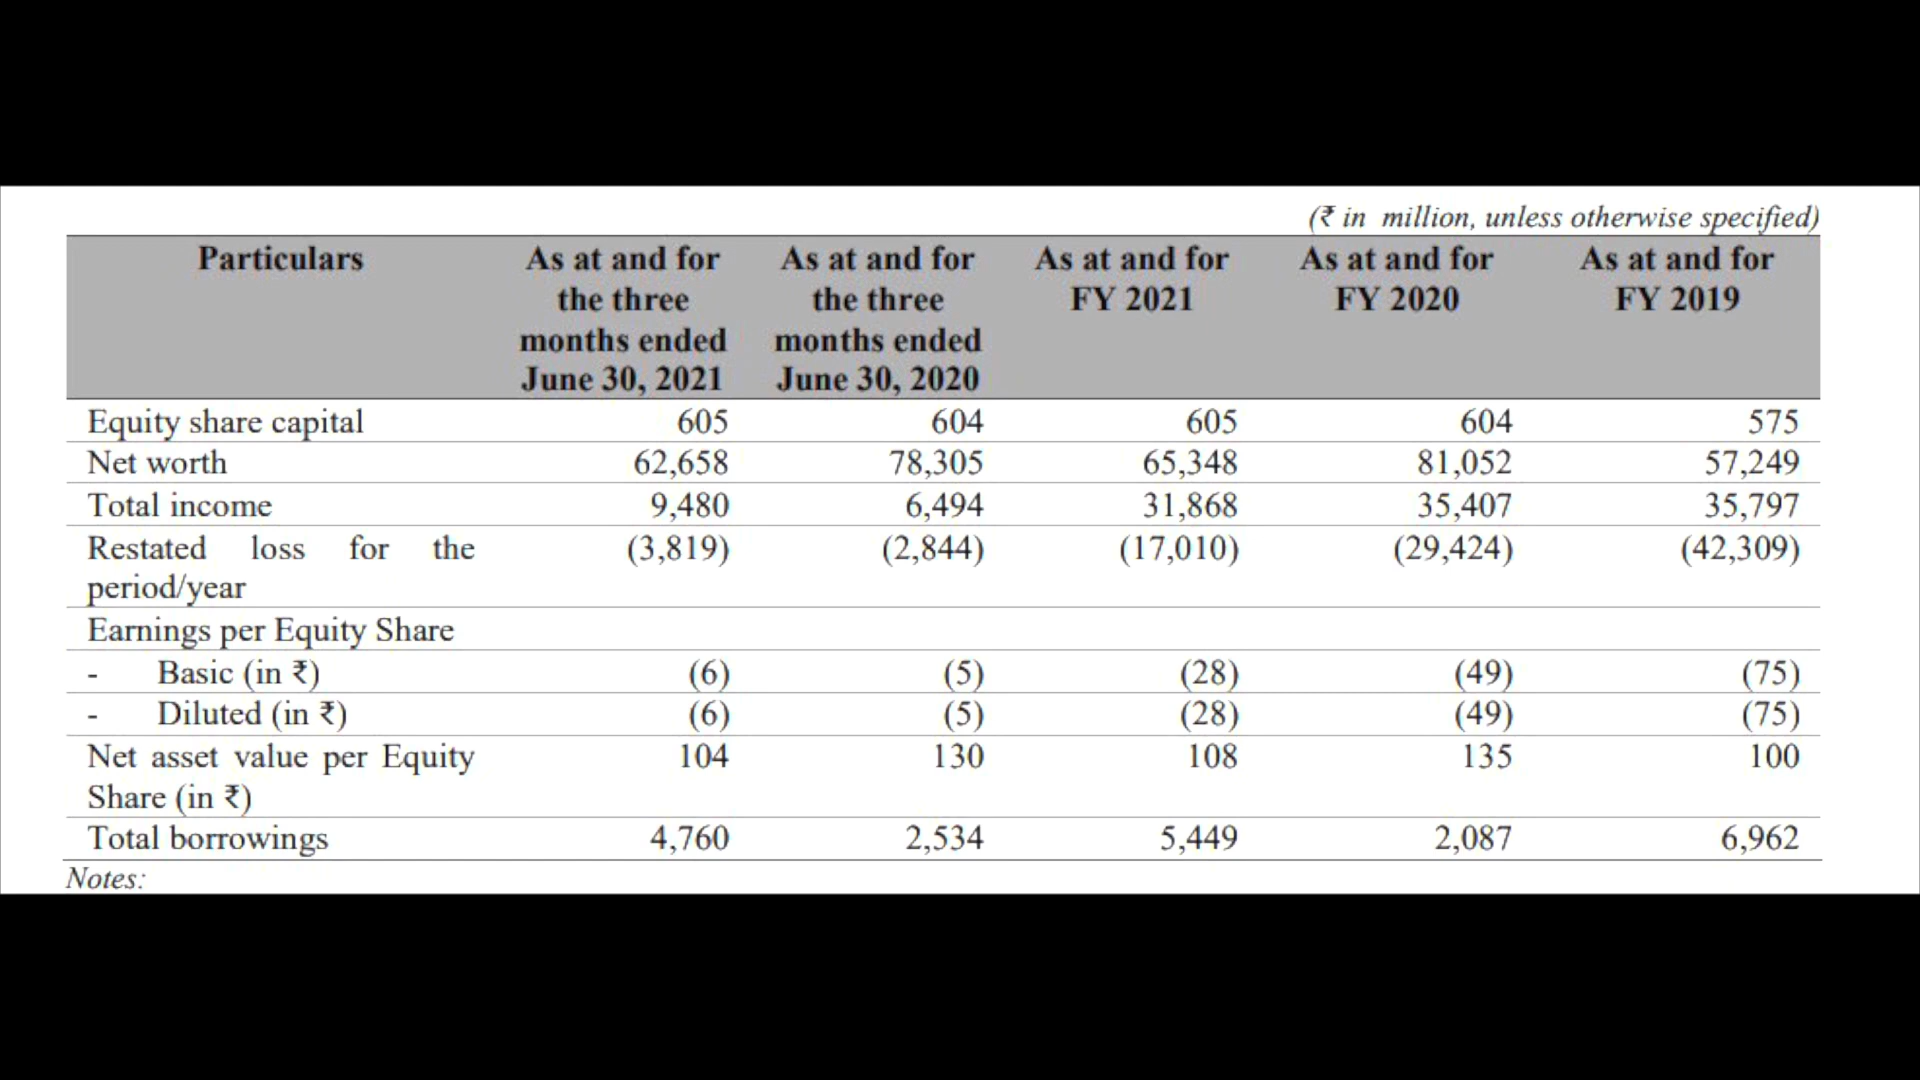 (₹ in million, unless otherwise specified)
Particulars As at and for the three months ended June 30, 2021 As at and for the three months ended June 30, 2020 As at and for FY 2021 As at and for FY 2020 As at and for FY 2019
Equity share capital 605 604 605 604 575
Net worth 62,658 78,305 65,348 81,052 57,249
Total income 9,480 6,494 31,868 35,407 35,797
Restated loss for the period/year (3,819) (2,844) (17,010) (29,424) (42,309)
Earnings per Equity Share
- Basic (in ₹) (6) (5) (28) (49) (75)
- Diluted (in ₹) (6) (5) (28) (49) (75)
Net asset value per Equity Share (in ₹) 104 130 108 135 100
Total borrowings 4,760 2,534 5,449 2,087 6,962
Notes: